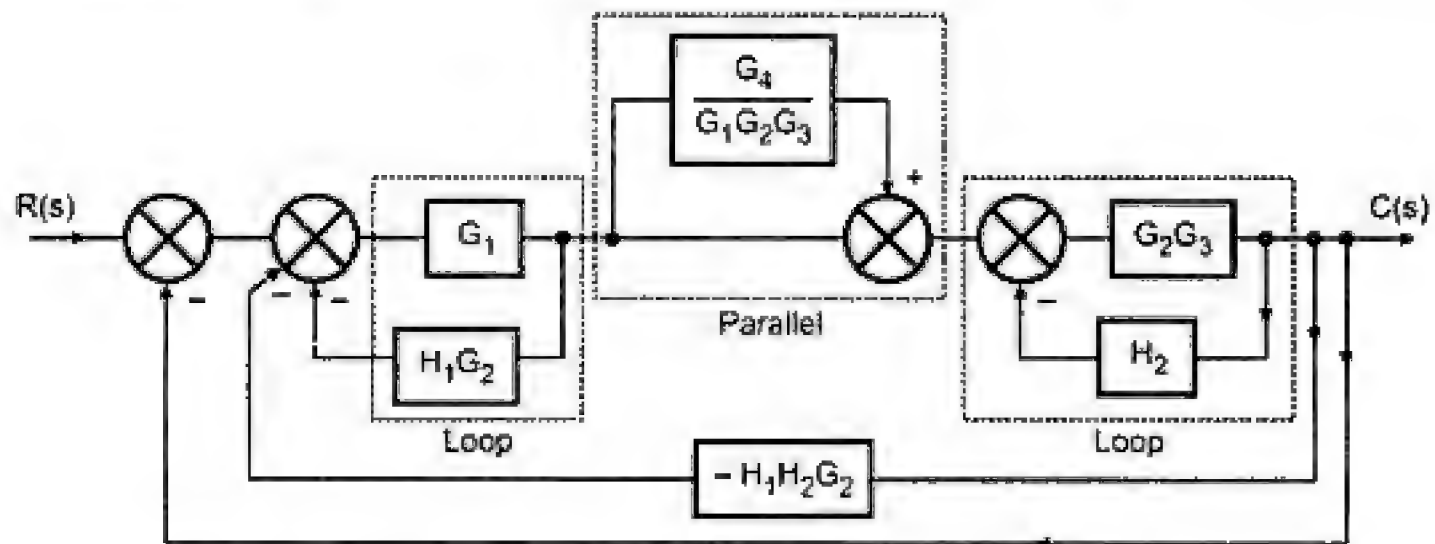 G₄
G₁G₂G₃
+
R(s)
G₁
G₂G₃
C(s)
−
−
−
−
Parallel
H₁G₂
H₂
Loop
Loop
− H₁H₂G₂